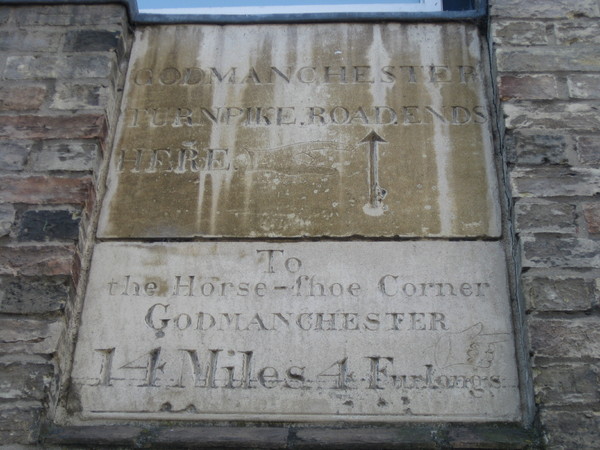 GODMANCHESTER
TURNPIKE.ROAD.ENDS
HERE
To
the Horse-ſhoe Corner
GODMANCHESTER
14 Miles 4 Furlongs